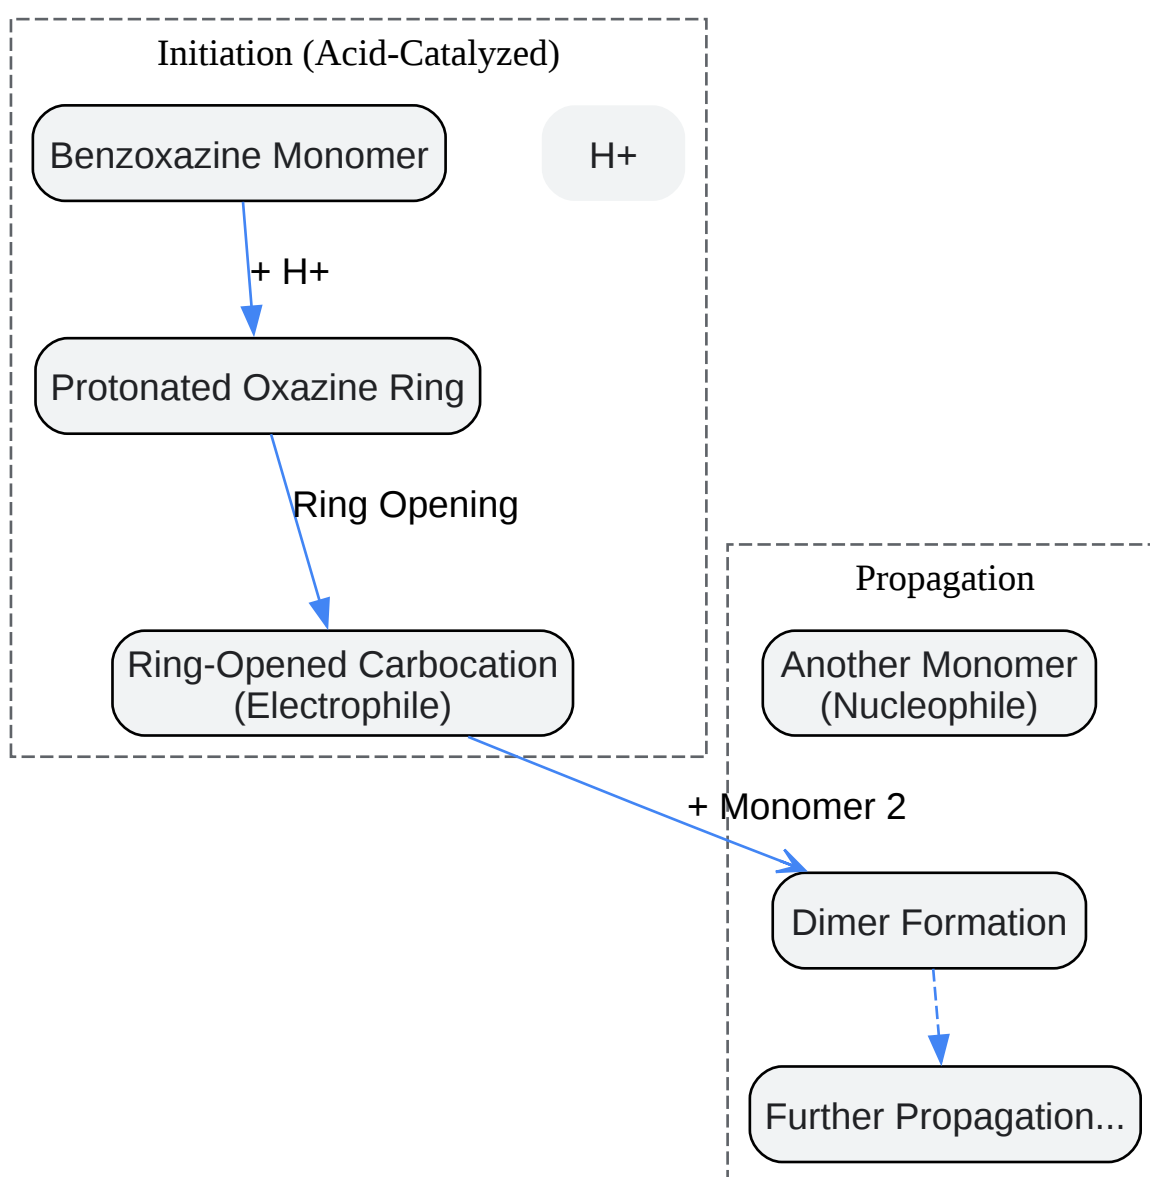 Initiation (Acid-Catalyzed)
Benzoxazine Monomer
H+
+ H+
Protonated Oxazine Ring
Ring Opening
Ring-Opened Carbocation
(Electrophile)
Propagation
Another Monomer
(Nucleophile)
+ Monomer 2
Dimer Formation
Further Propagation...